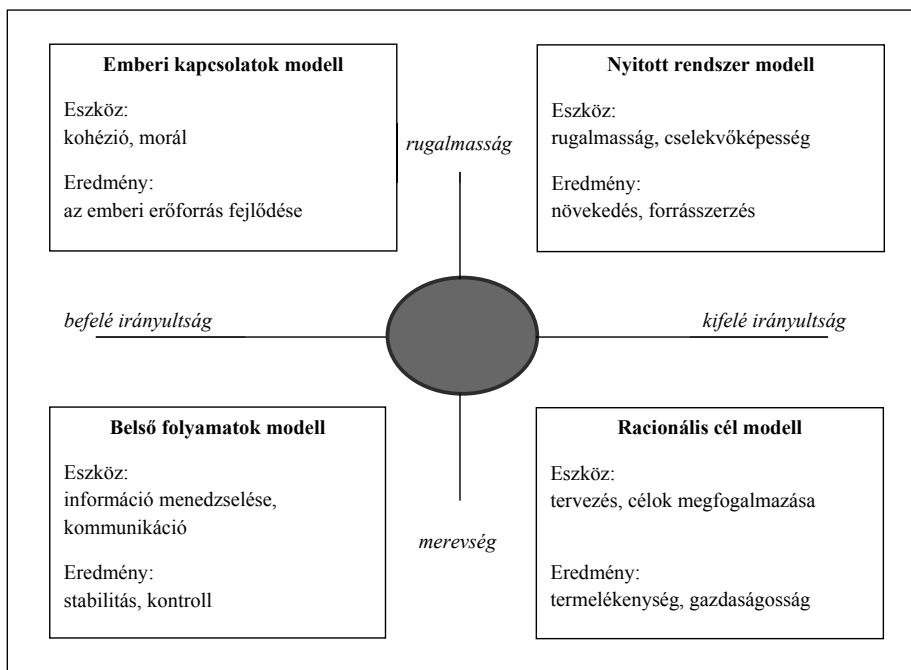 Emberi kapcsolatok modell
Eszköz:
kohézió, morál
Eredmény:
az emberi erőforrás fejlődése
Nyitott rendszer modell
Eszköz:
rugalmasság, cselekvőképesség
Eredmény:
növekedés, forrásszerzés
rugalmasság
befelé irányultság
kifelé irányultság
Belső folyamatok modell
Eszköz:
információ menedzselése,
kommunikáció
Eredmény:
stabilitás, kontroll
merevség
Racionális cél modell
Eszköz:
tervezés, célok megfogalmazása
Eredmény:
termelékenység, gazdaságosság